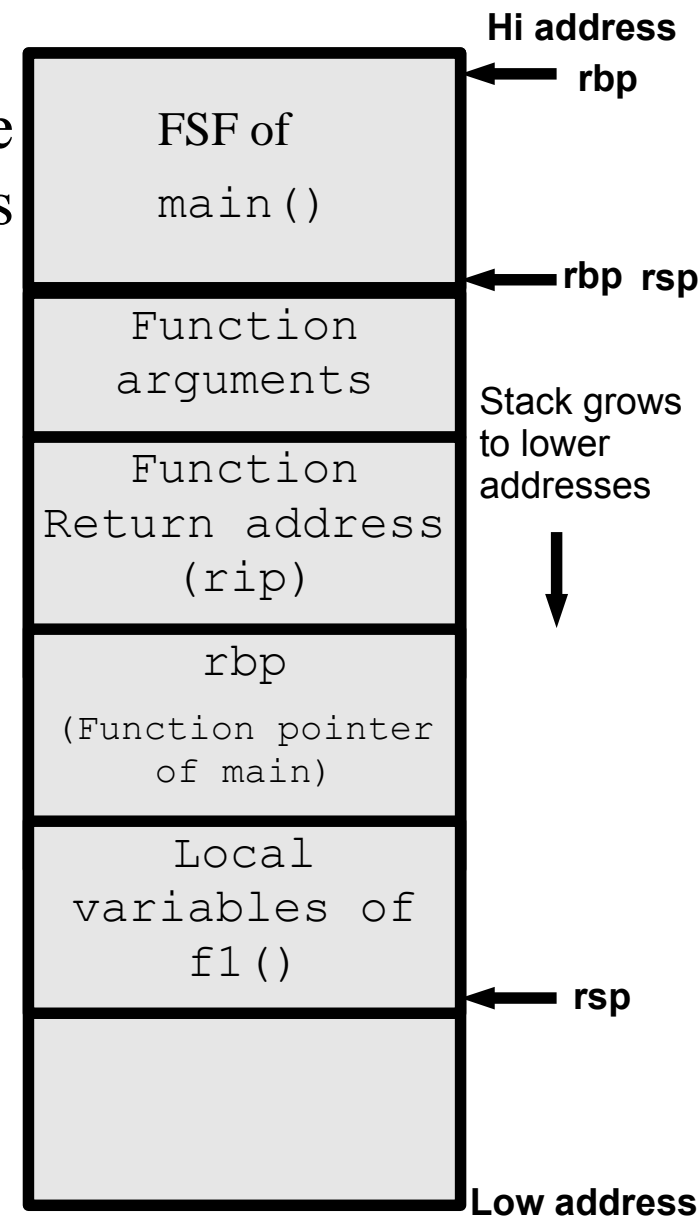 Hi address
rbp
e
FSF of
s
main()
rbp rsp
Function
arguments
Stack grows
to lower
addresses
Function
Return address
(rip)
rbp
(Function pointer
of main)
Local
variables of
f1()
rsp
Low address